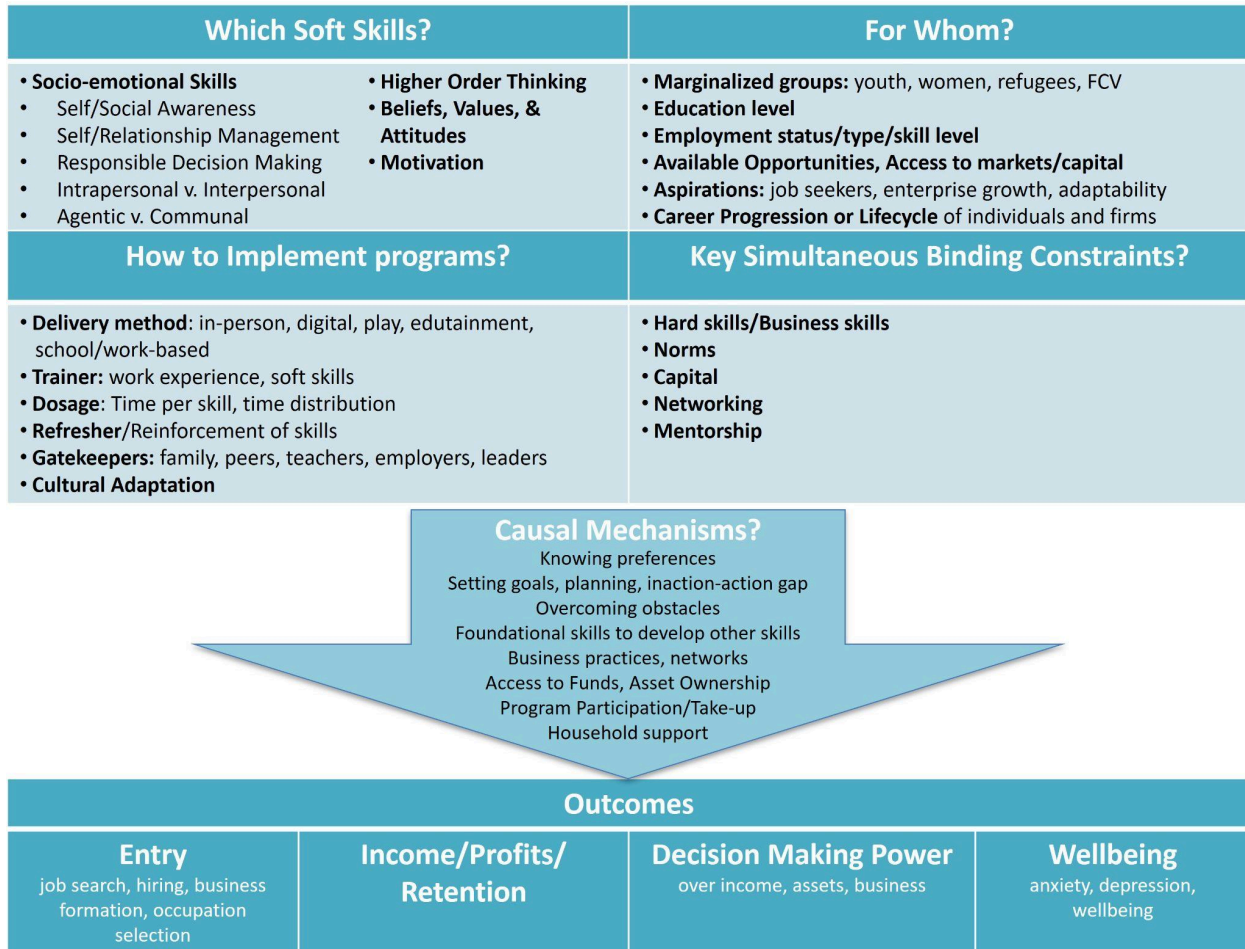 Which Soft Skills?
• Socio-emotional Skills
• Self/Social Awareness
• Self/Relationship Management
• Responsible Decision Making
• Intrapersonal v. Interpersonal
• Agentic v. Communal
• Higher Order Thinking
• Beliefs, Values, &
Attitudes
• Motivation
For Whom?
• Marginalized groups: youth, women, refugees, FCV
• Education level
• Employment status/type/skill level
• Available Opportunities, Access to markets/capital
• Aspirations: job seekers, enterprise growth, adaptability
• Career Progression or Lifecycle of individuals and firms
How to Implement programs?
• Delivery method: in-person, digital, play, edutainment,
school/work-based
• Trainer: work experience, soft skills
• Dosage: Time per skill, time distribution
• Refresher/Reinforcement of skills
• Gatekeepers: family, peers, teachers, employers, leaders
• Cultural Adaptation
Key Simultaneous Binding Constraints?
• Hard skills/Business skills
• Norms
• Capital
• Networking
• Mentorship
Causal Mechanisms?
Knowing preferences
Setting goals, planning, inaction-action gap
Overcoming obstacles
Foundational skills to develop other skills
Business practices, networks
Access to Funds, Asset Ownership
Program Participation/Take-up
Household support
Outcomes
Entry
job search, hiring, business
formation, occupation
selection
Income/Profits/
Retention
Decision Making Power
over income, assets, business
Wellbeing
anxiety, depression,
wellbeing